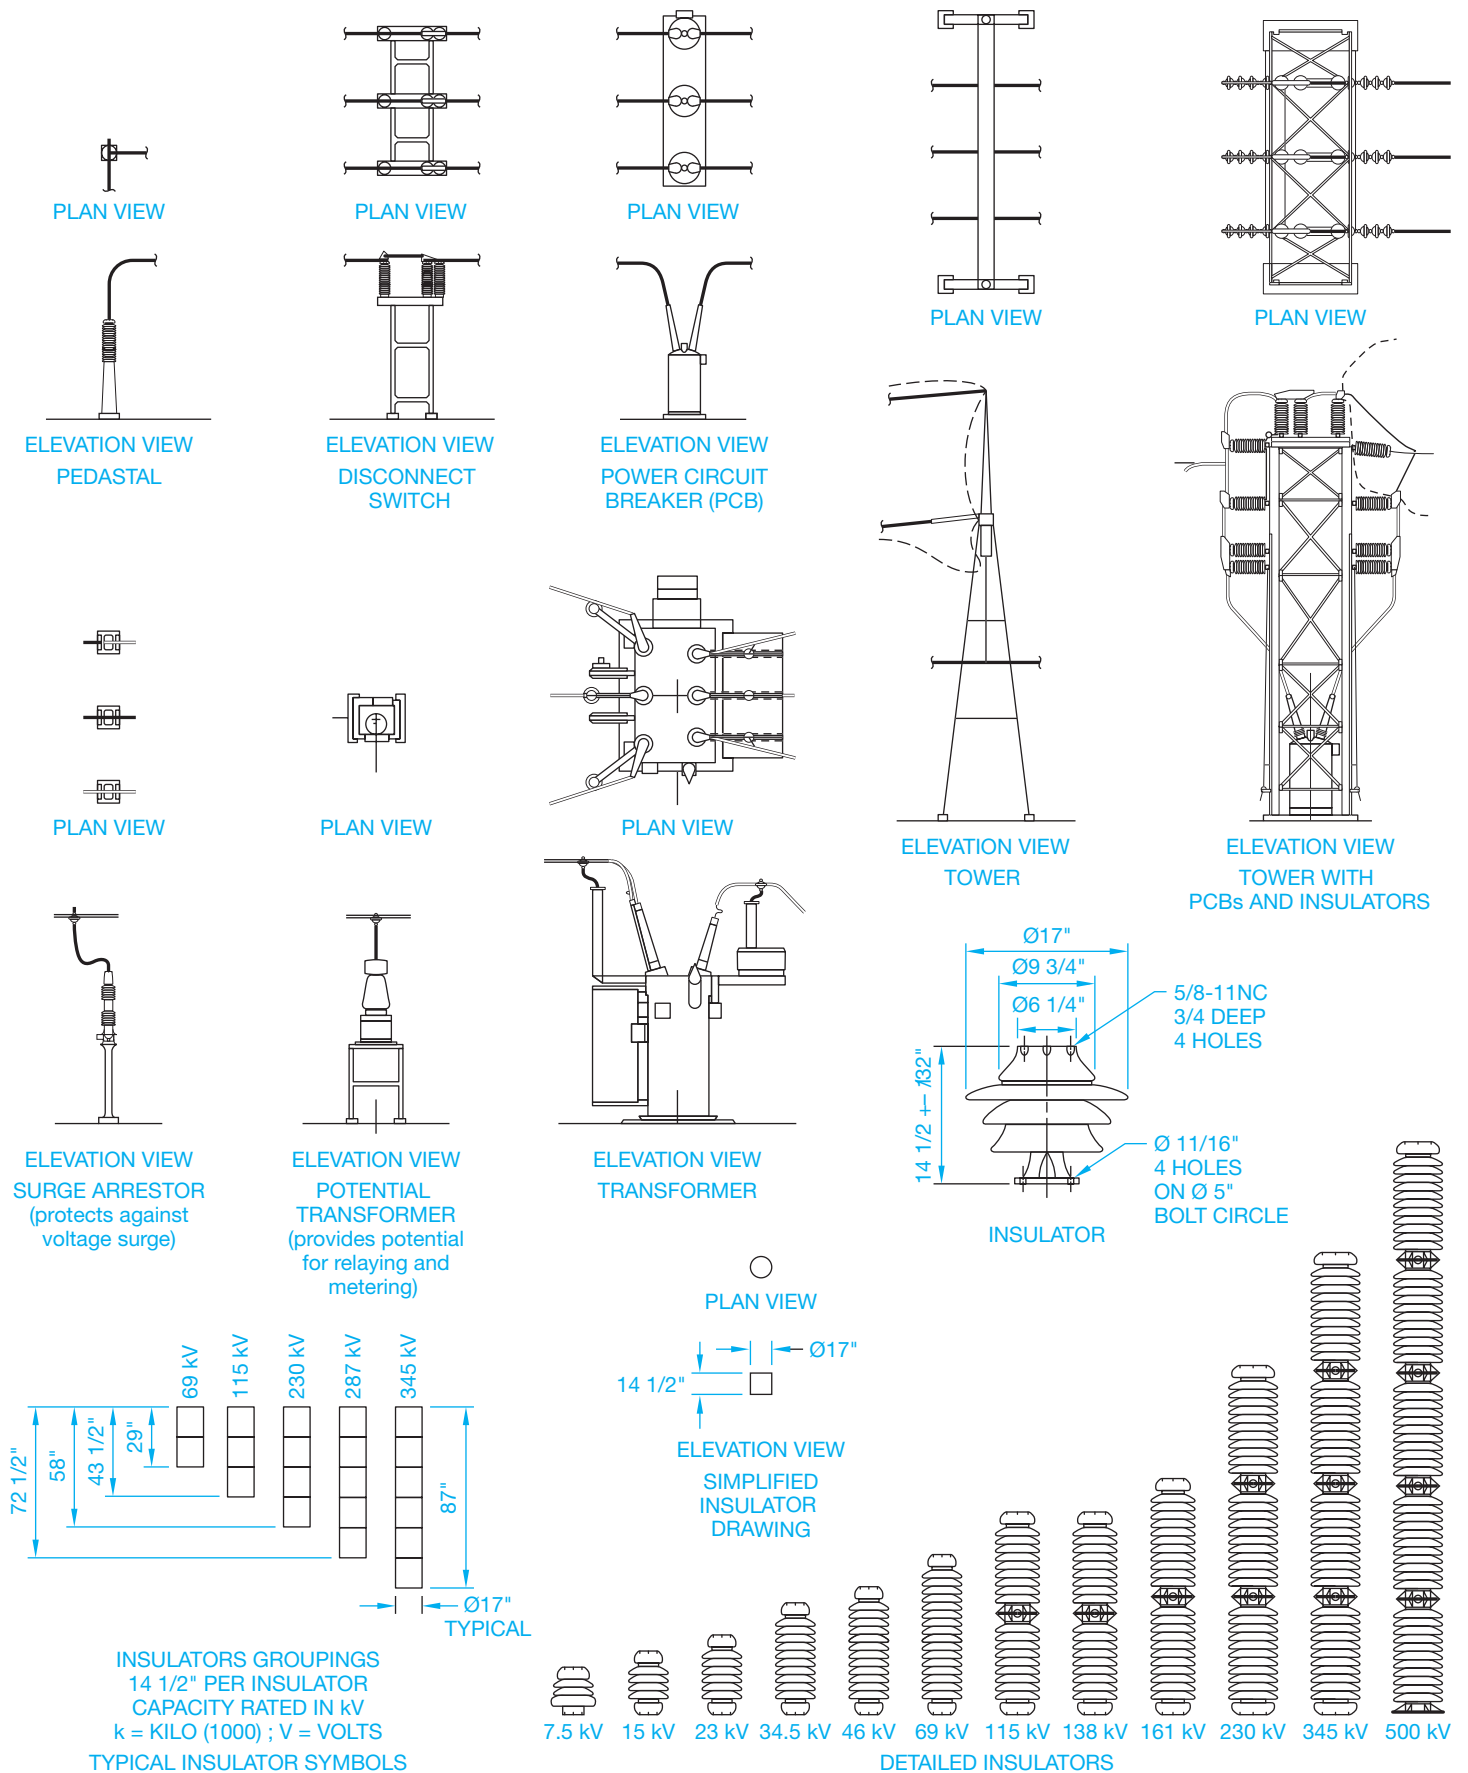 PLAN VIEW
PLAN VIEW
PLAN VIEW
PLAN VIEW
PLAN VIEW
ELEVATION VIEW
PEDASTAL
ELEVATION VIEW
DISCONNECT
SWITCH
ELEVATION VIEW
POWER CIRCUIT
BREAKER (PCB)
PLAN VIEW
PLAN VIEW
PLAN VIEW
ELEVATION VIEW
TOWER
ELEVATION VIEW
TOWER WITH
PCBs AND INSULATORS
ELEVATION VIEW
SURGE ARRESTOR
(protects against
voltage surge)
ELEVATION VIEW
POTENTIAL
TRANSFORMER
(provides potential
for relaying and
metering)
ELEVATION VIEW
TRANSFORMER
Ø17"
Ø9 3/4"
Ø6 1/4"
5/8-11NC
3/4 DEEP
4 HOLES
14 1/2 +– 1/32"
Ø 11/16"
4 HOLES
ON Ø 5"
BOLT CIRCLE
INSULATOR
PLAN VIEW
Ø17"
14 1/2"
ELEVATION VIEW
SIMPLIFIED
INSULATOR
DRAWING
69 kV
115 kV
230 kV
287 kV
345 kV
72 1/2"
58"
43 1/2"
29"
87"
Ø17"
TYPICAL
INSULATORS GROUPINGS
14 1/2" PER INSULATOR
CAPACITY RATED IN kV
k = KILO (1000) ; V = VOLTS
TYPICAL INSULATOR SYMBOLS
7.5 kV
15 kV
23 kV
34.5 kV
46 kV
69 kV
115 kV
138 kV
161 kV
230 kV
345 kV
500 kV
DETAILED INSULATORS